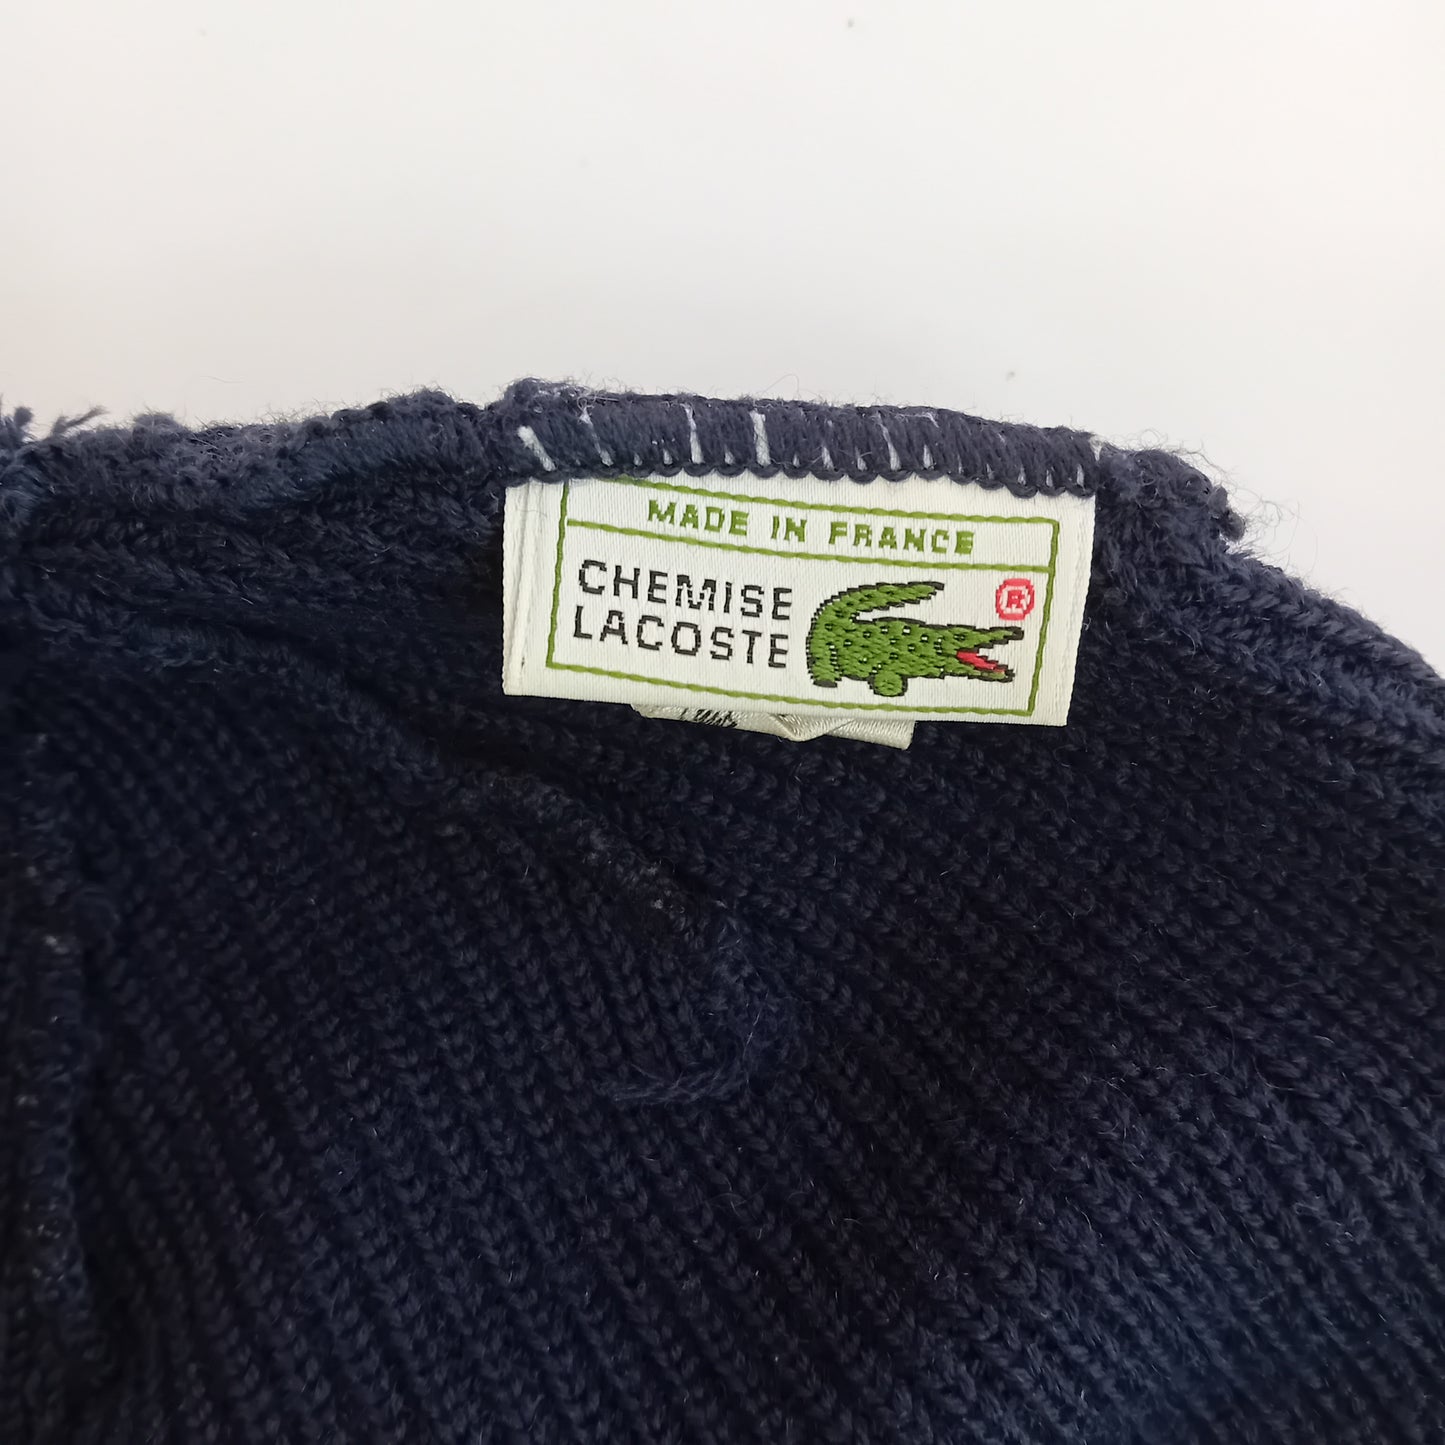 MADE IN FRANCE
CHEMISE
LACOSTE
®